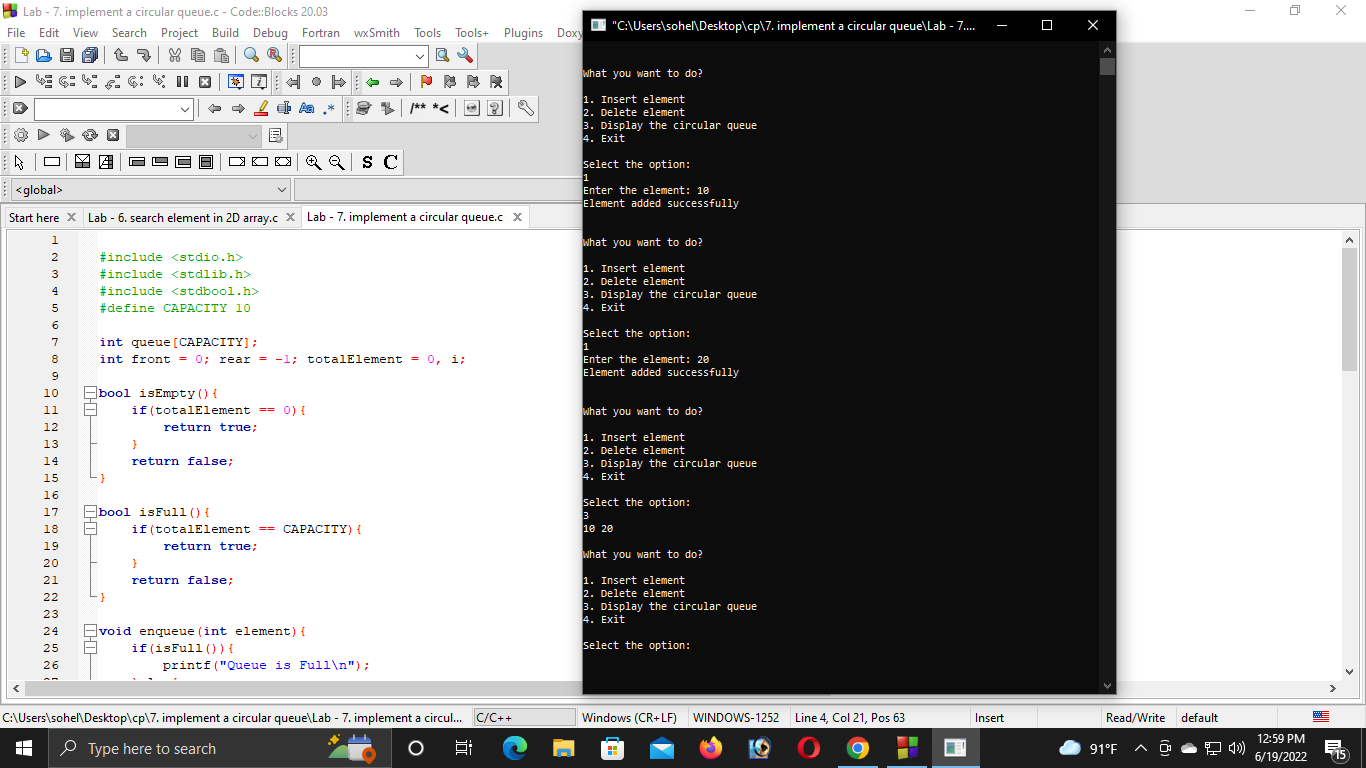 Lab - 7. implement a circular queue.c - Code::Blocks 20.03
File Edit View Search Project Build Debug Fortran wxSmith Tools Tools+ Plugins Doxy
/** *<
Aa .*
S C
<global>
Start here Lab - 6. search element in 2D array.c Lab - 7. implement a circular queue.c
1
2 #include <stdio.h>
3 #include <stdlib.h>
4 #include <stdbool.h>
5 #define CAPACITY 10
6
7 int queue[CAPACITY];
8 int front = 0; rear = -1; totalElement = 0, i;
9
10 bool isEmpty(){
11 if(totalElement == 0){
12 return true;
13 }
14 return false;
15 }
16
17 bool isFull(){
18 if(totalElement == CAPACITY){
19 return true;
20 }
21 return false;
22 }
23
24 void enqueue(int element){
25 if(isFull()){
26 printf("Queue is Full\n");
"C:\Users\sohel\Desktop\cp\7. implement a circular queue\Lab - 7....
What you want to do?
1. Insert element
2. Delete element
3. Display the circular queue
4. Exit
Select the option:
1
Enter the element: 10
Element added successfully
What you want to do?
1. Insert element
2. Delete element
3. Display the circular queue
4. Exit
Select the option:
1
Enter the element: 20
Element added successfully
What you want to do?
1. Insert element
2. Delete element
3. Display the circular queue
4. Exit
Select the option:
3
10 20
What you want to do?
1. Insert element
2. Delete element
3. Display the circular queue
4. Exit
Select the option:
C:\Users\sohel\Desktop\cp\7. implement a circular queue\Lab - 7. implement a circul... C/C++ Windows (CR+LF) WINDOWS-1252 Line 4, Col 21, Pos 63 Insert Read/Write default
Type here to search
91°F
12:59 PM
6/19/2022
15